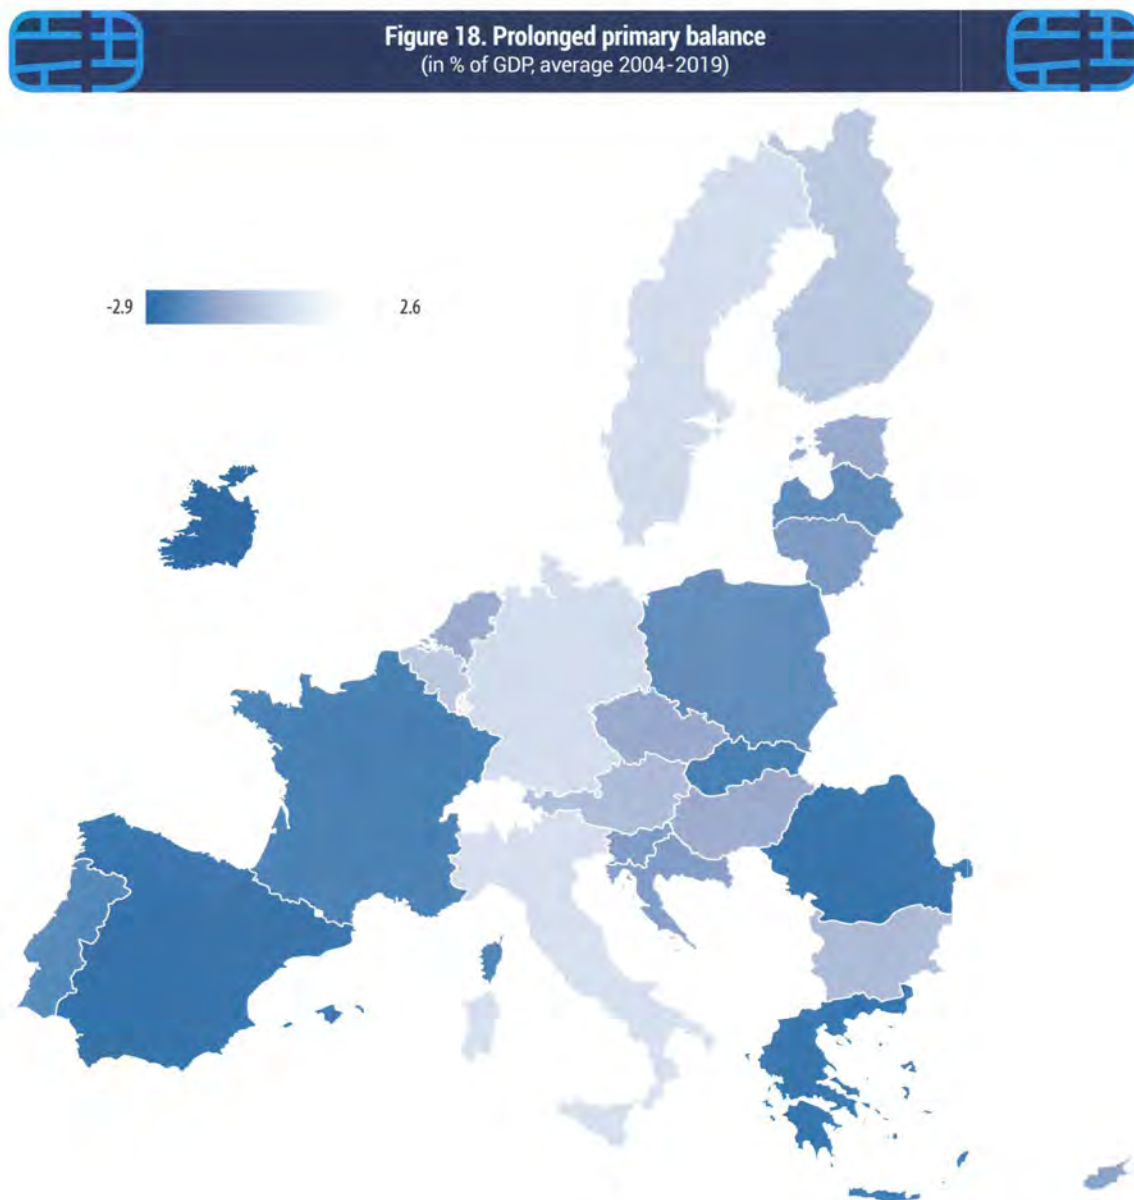 Figure 18. Prolonged primary balance
(in % of GDP, average 2004-2019)
-2.9
2.6